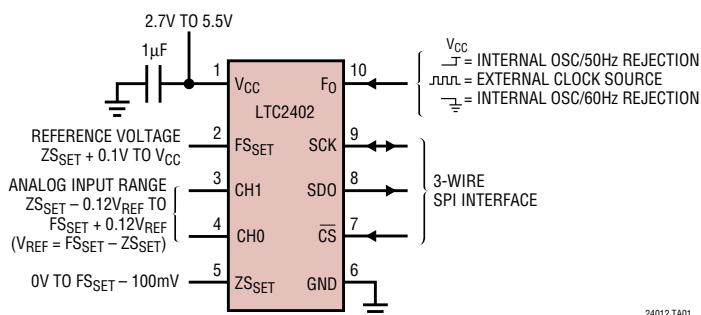 2.7V TO 5.5V
1µF
1
VCC
LTC2402
FO
10
VCC
= INTERNAL OSC/50Hz REJECTION
= EXTERNAL CLOCK SOURCE
= INTERNAL OSC/60Hz REJECTION
REFERENCE VOLTAGE
ZSSET + 0.1V TO VCC
2
FSSET
SCK
9
ANALOG INPUT RANGE
ZSSET – 0.12VREF TO
FSSET + 0.12VREF
(VREF = FSSET – ZSSET)
3
CH1
SDO
8
3-WIRE
SPI INTERFACE
4
CH0
CS
7
0V TO FSSET – 100mV
5
ZSSET
GND
6
24012 TA01